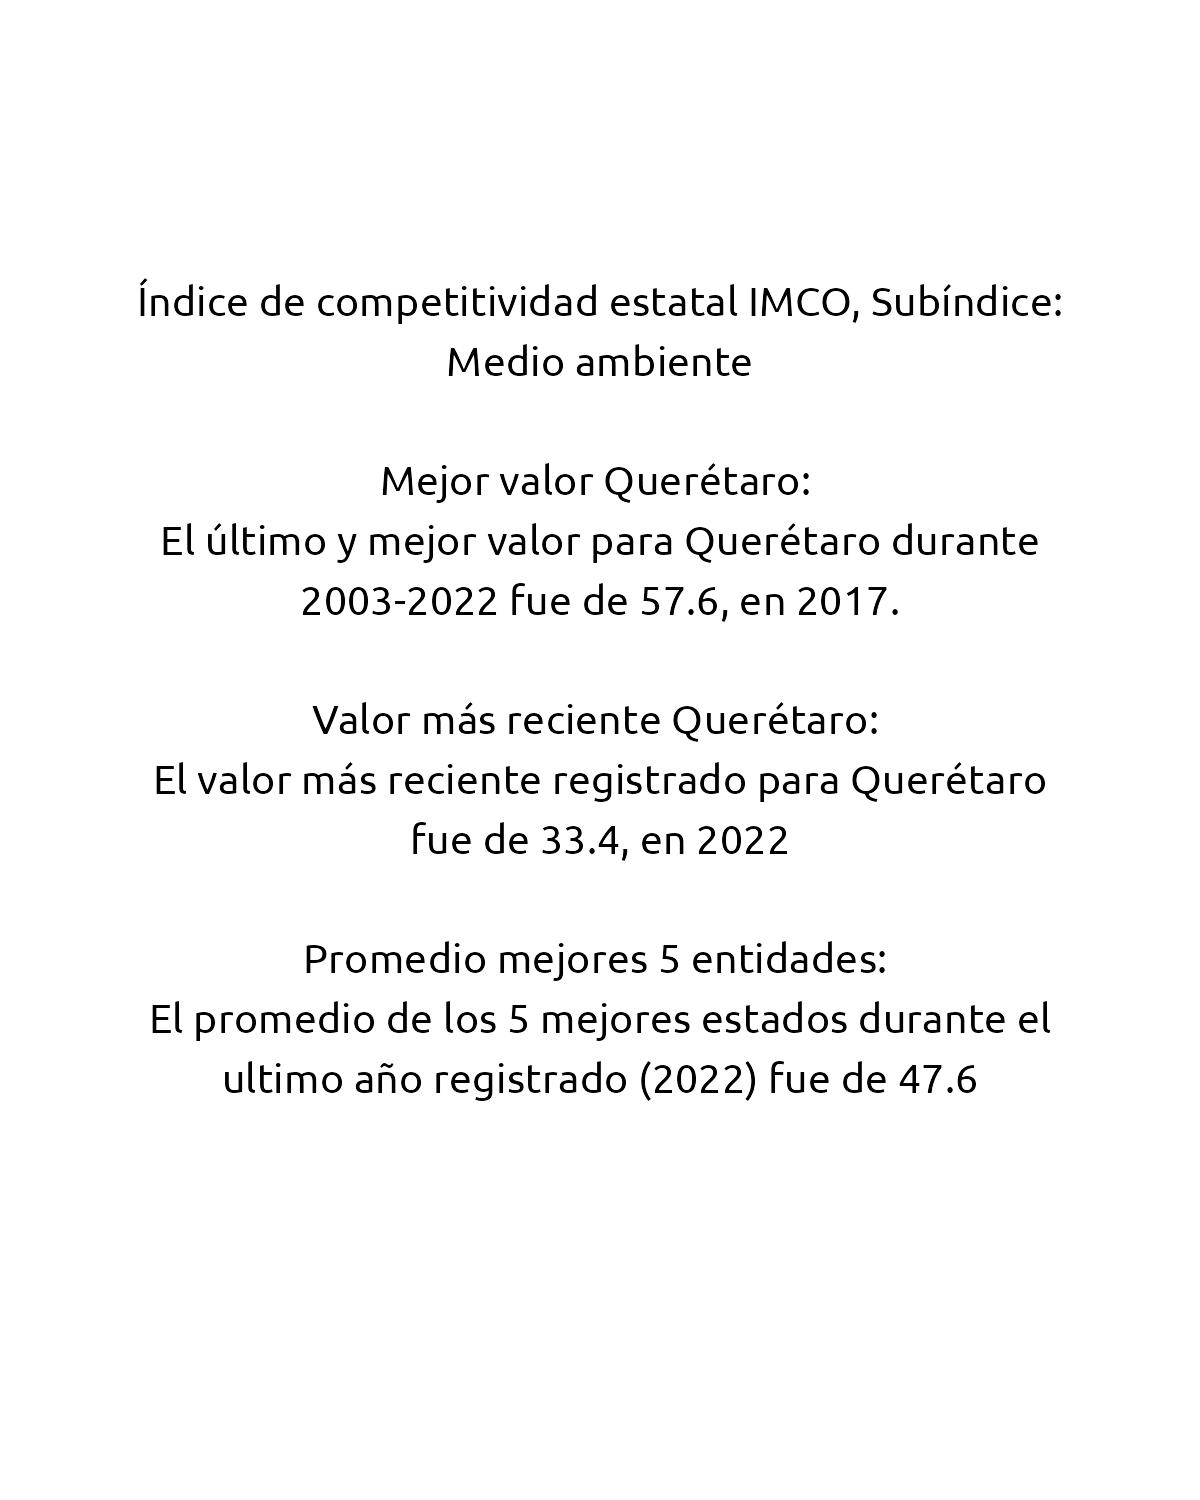 Índice de competitividad estatal IMCO, Subíndice:
Medio ambiente
Mejor valor Querétaro:
El último y mejor valor para Querétaro durante
2003-2022 fue de 57.6, en 2017.
Valor más reciente Querétaro:
El valor más reciente registrado para Querétaro
fue de 33.4, en 2022
Promedio mejores 5 entidades:
El promedio de los 5 mejores estados durante el
ultimo año registrado (2022) fue de 47.6